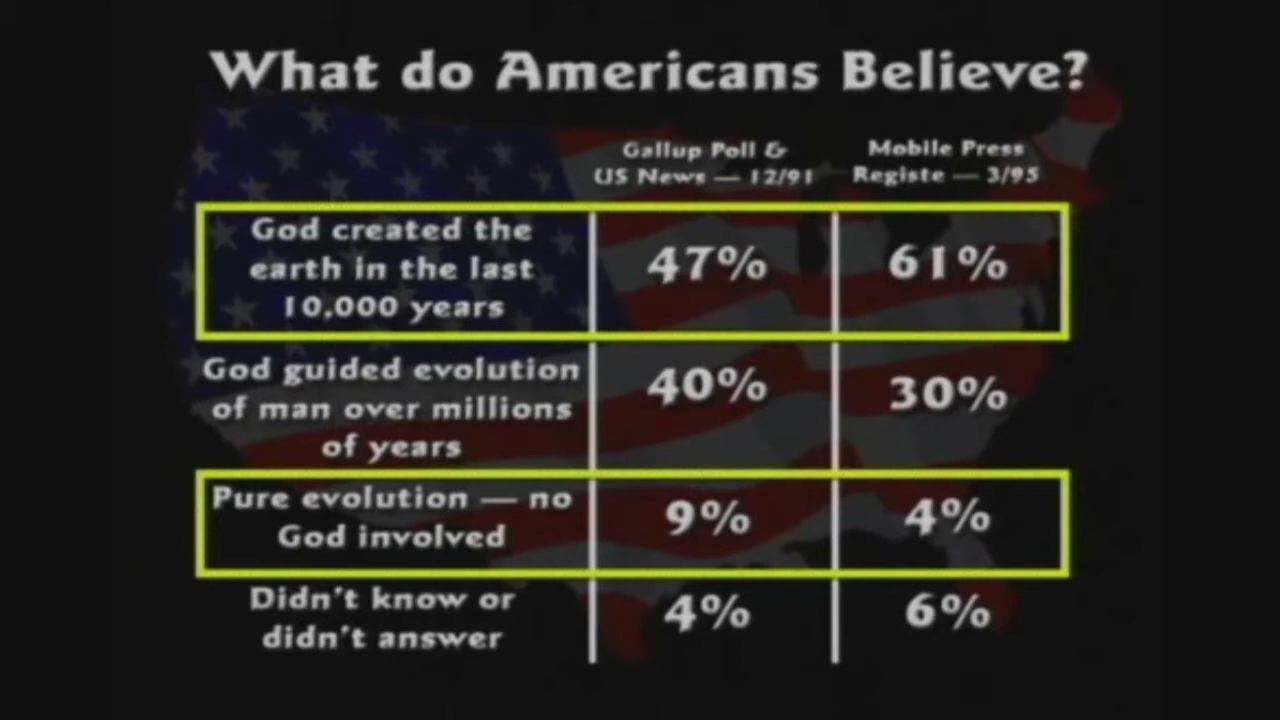 What do Americans Believe?
Gallup Poll &
US News — 12/91
Mobile Press
Registe — 3/95
God created the
earth in the last
10,000 years
47%
61%
God guided evolution
of man over millions
of years
40%
30%
Pure evolution — no
God involved
9%
4%
Didn't know or
didn't answer
4%
6%